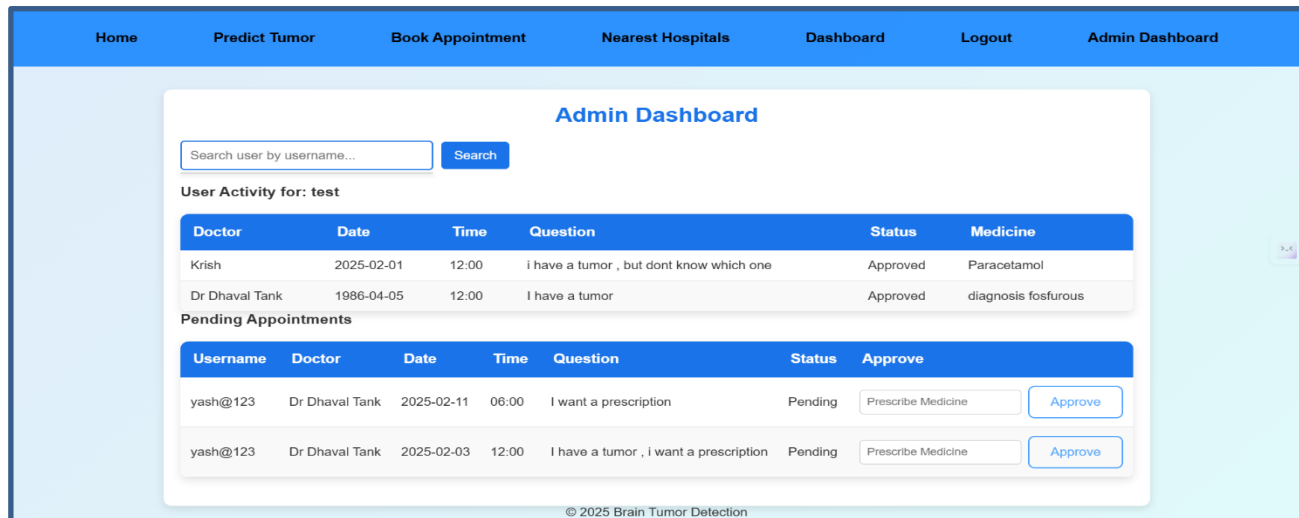 Home Predict Tumor Book Appointment Nearest Hospitals Dashboard Logout Admin Dashboard
Admin Dashboard
Search user by username... Search
User Activity for: test
Doctor Date Time Question Status Medicine
Krish 2025-02-01 12:00 i have a tumor , but dont know which one Approved Paracetamol
Dr Dhaval Tank 1986-04-05 12:00 I have a tumor Approved diagnosis fosfurous
Pending Appointments
Username Doctor Date Time Question Status Approve
yash@123 Dr Dhaval Tank 2025-02-11 06:00 I want a prescription Pending Prescribe Medicine Approve
yash@123 Dr Dhaval Tank 2025-02-03 12:00 I have a tumor , i want a prescription Pending Prescribe Medicine Approve
© 2025 Brain Tumor Detection